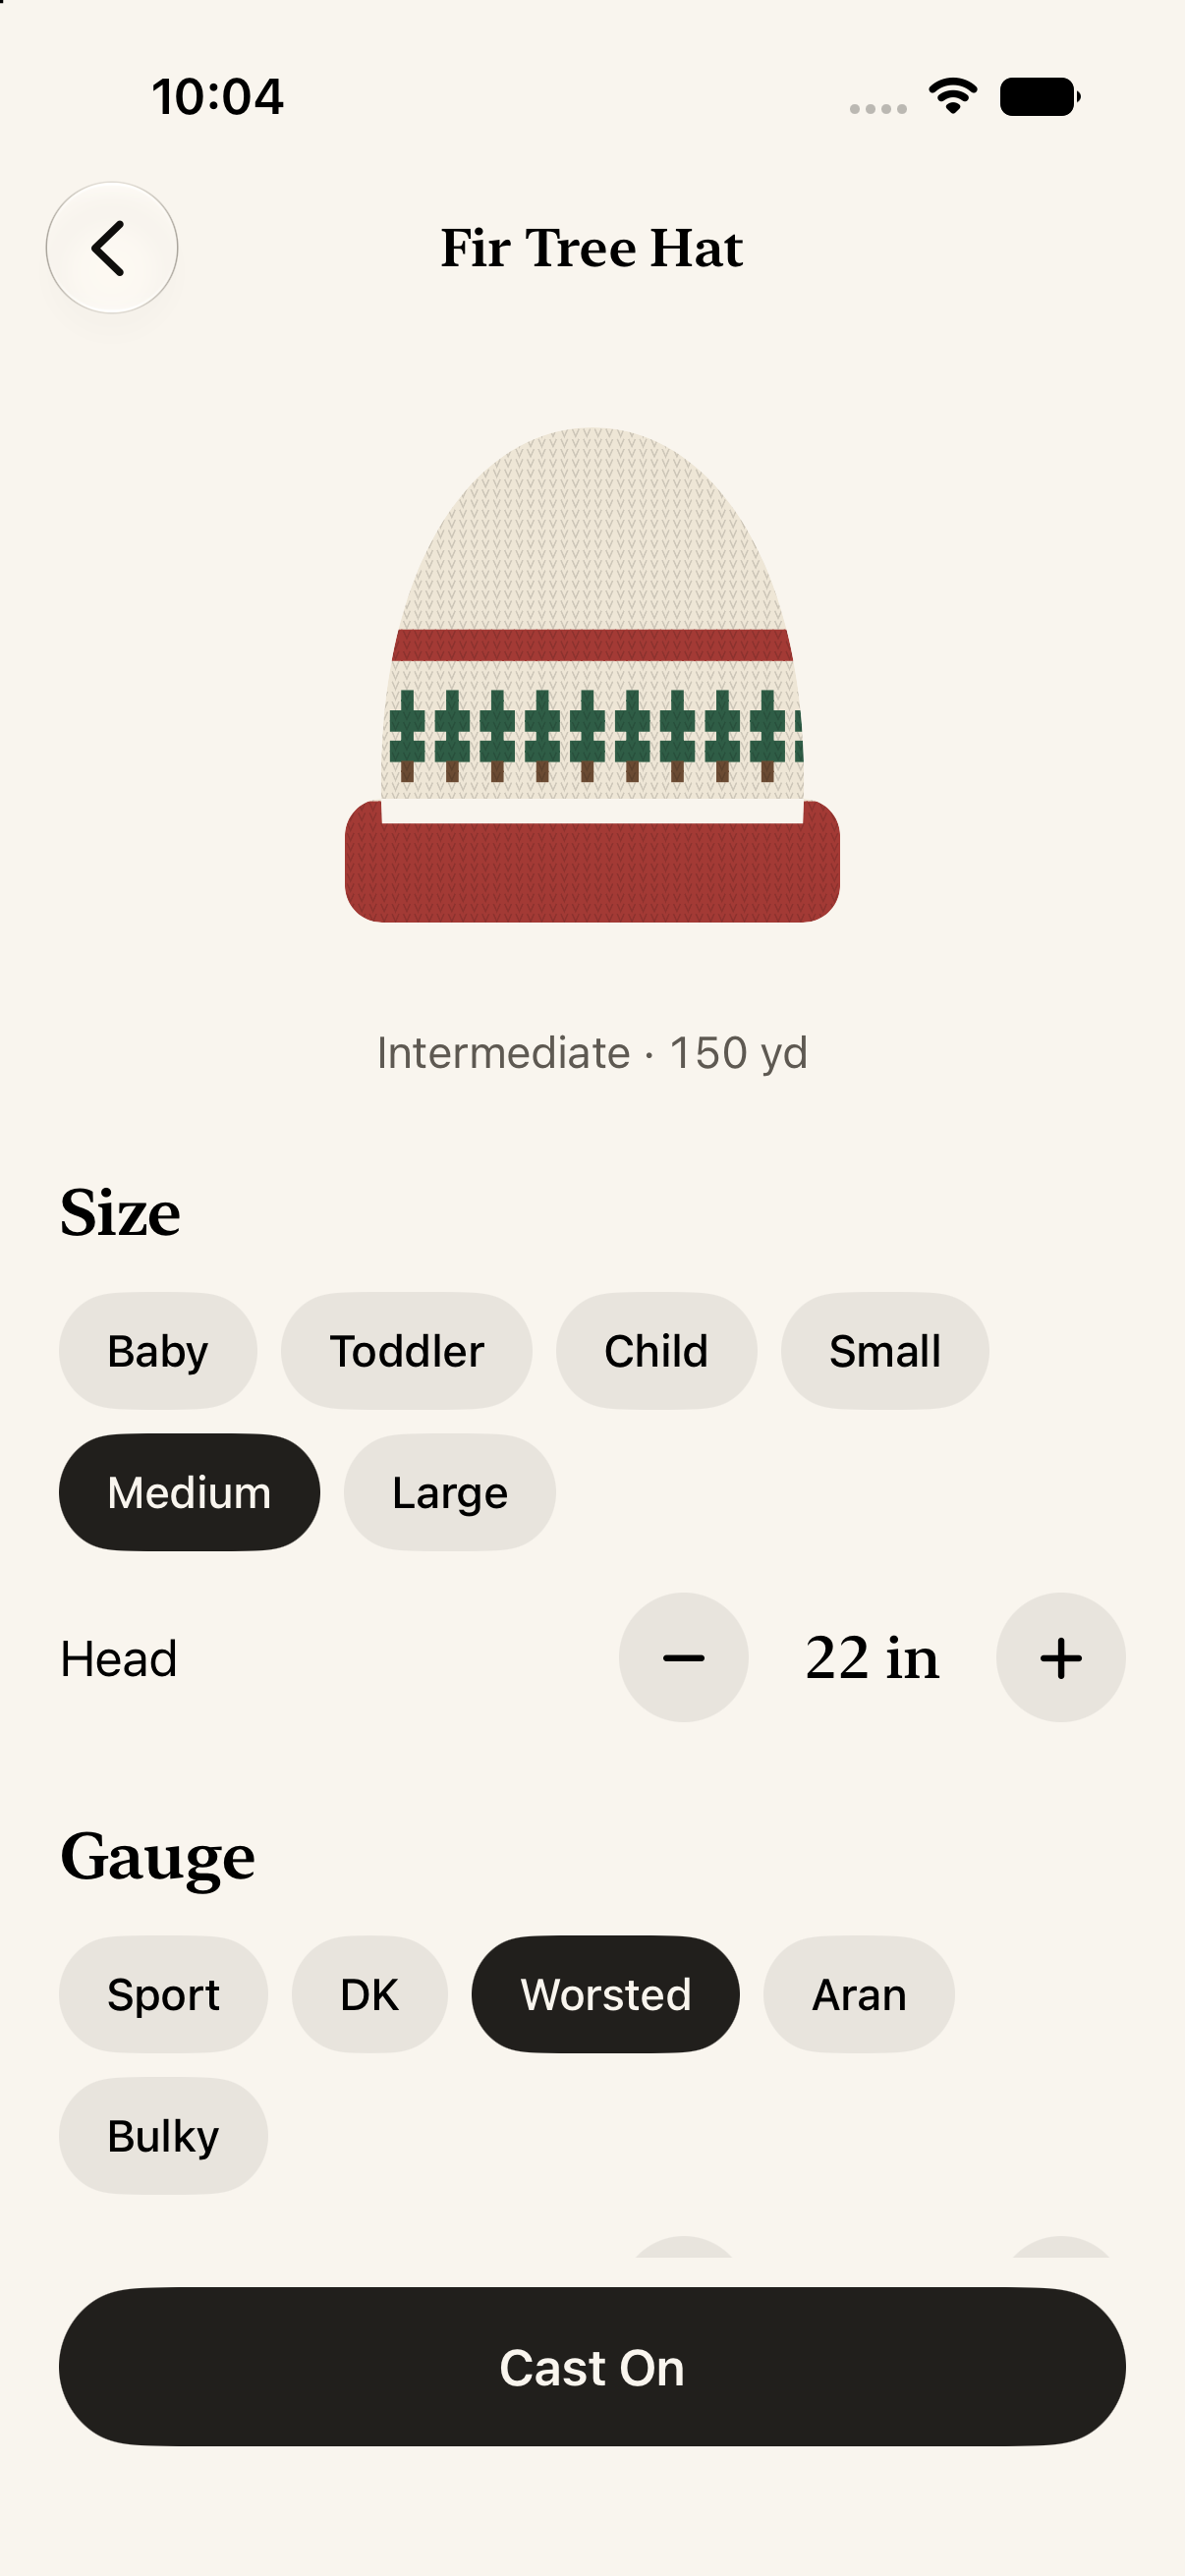 10:04
Fir Tree Hat
Intermediate · 150 yd
Size
Baby Toddler Child Small
Medium Large
Head 22 in
Gauge
Sport DK Worsted Aran
Bulky
Cast On